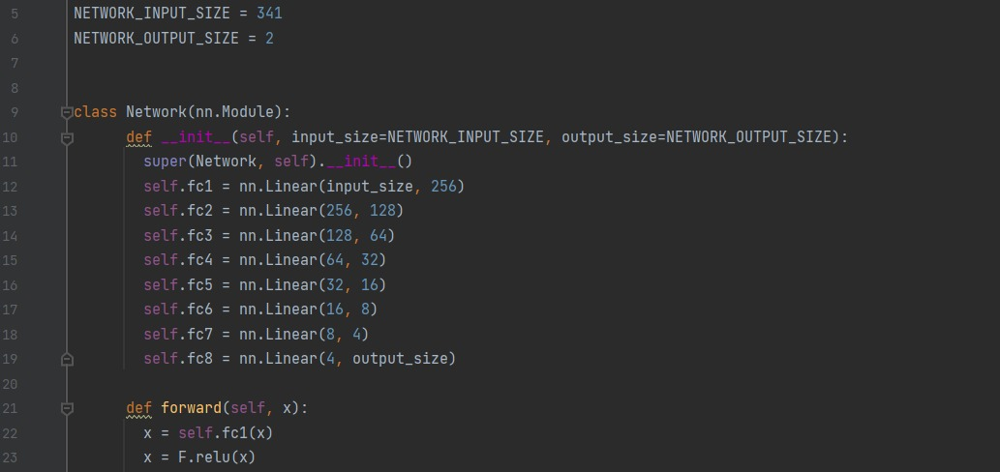 5 NETWORK_INPUT_SIZE = 341
6 NETWORK_OUTPUT_SIZE = 2
7
8
9 class Network(nn.Module):
10 def __init__(self, input_size=NETWORK_INPUT_SIZE, output_size=NETWORK_OUTPUT_SIZE):
11 super(Network, self).__init__()
12 self.fc1 = nn.Linear(input_size, 256)
13 self.fc2 = nn.Linear(256, 128)
14 self.fc3 = nn.Linear(128, 64)
15 self.fc4 = nn.Linear(64, 32)
16 self.fc5 = nn.Linear(32, 16)
17 self.fc6 = nn.Linear(16, 8)
18 self.fc7 = nn.Linear(8, 4)
19 self.fc8 = nn.Linear(4, output_size)
20
21 def forward(self, x):
22 x = self.fc1(x)
23 x = F.relu(x)